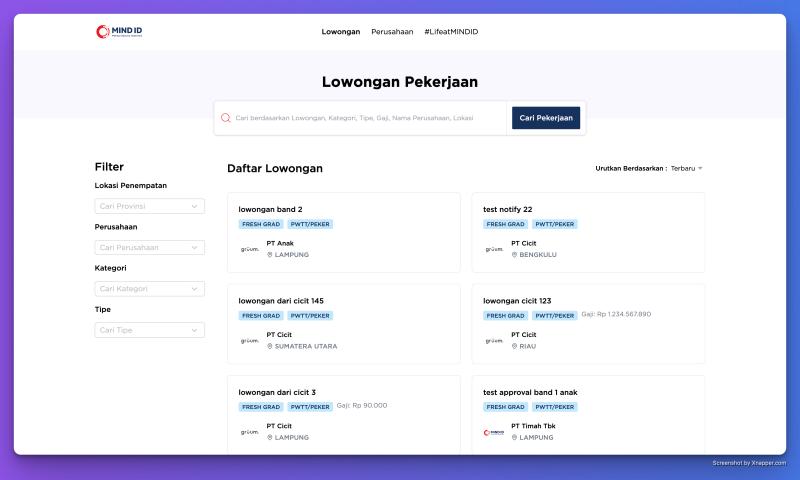 MIND ID
Lowongan
Perusahaan
#LifeatMINDID
Lowongan Pekerjaan
Cari berdasarkan Lowongan, Kategori, Tipe, Gaji, Nama Perusahaan, Lokasi
Cari Pekerjaan
Filter
Lokasi Penempatan
Cari Provinsi
Perusahaan
Cari Perusahaan
Kategori
Cari Kategori
Tipe
Cari Tipe
Daftar Lowongan
Urutkan Berdasarkan : Terbaru
lowongan band 2
FRESH GRAD PWTT/PEKER
grüum.
PT Anak
LAMPUNG
test notify 22
FRESH GRAD PWTT/PEKER
grüum.
PT Cicit
BENGKULU
lowongan dari cicit 145
FRESH GRAD PWTT/PEKER
grüum.
PT Cicit
SUMATERA UTARA
lowongan cicit 123
FRESH GRAD PWTT/PEKER Gaji: Rp 1.234.567.890
grüum.
PT Cicit
RIAU
lowongan dari cicit 3
FRESH GRAD PWTT/PEKER Gaji: Rp 90.000
grüum.
PT Cicit
LAMPUNG
test approval band 1 anak
FRESH GRAD PWTT/PEKER
MIND ID
PT Timah Tbk
LAMPUNG
Screenshot by Xnapper.com